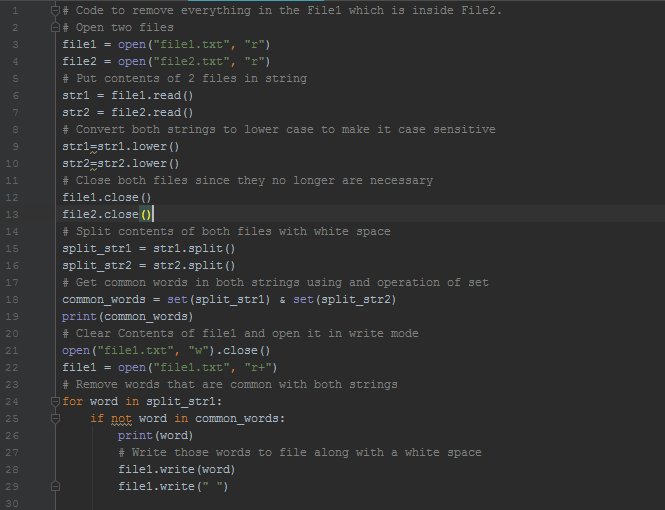 1 # Code to remove everything in the File1 which is inside File2.
2 # Open two files
3 file1 = open("file1.txt", "r")
4 file2 = open("file2.txt", "r")
5 # Put contents of 2 files in string
6 str1 = file1.read()
7 str2 = file2.read()
8 # Convert both strings to lower case to make it case sensitive
9 str1=str1.lower()
10 str2=str2.lower()
11 # Close both files since they no longer are necessary
12 file1.close()
13 file2.close()
14 # Split contents of both files with white space
15 split_str1 = str1.split()
16 split_str2 = str2.split()
17 # Get common words in both strings using and operation of set
18 common_words = set(split_str1) & set(split_str2)
19 print(common_words)
20 # Clear Contents of file1 and open it in write mode
21 open("file1.txt", "w").close()
22 file1 = open("file1.txt", "r+")
23 # Remove words that are common with both strings
24 for word in split_str1:
25     if not word in common_words:
26         print(word)
27         # Write those words to file along with a white space
28         file1.write(word)
29         file1.write(" ")
30